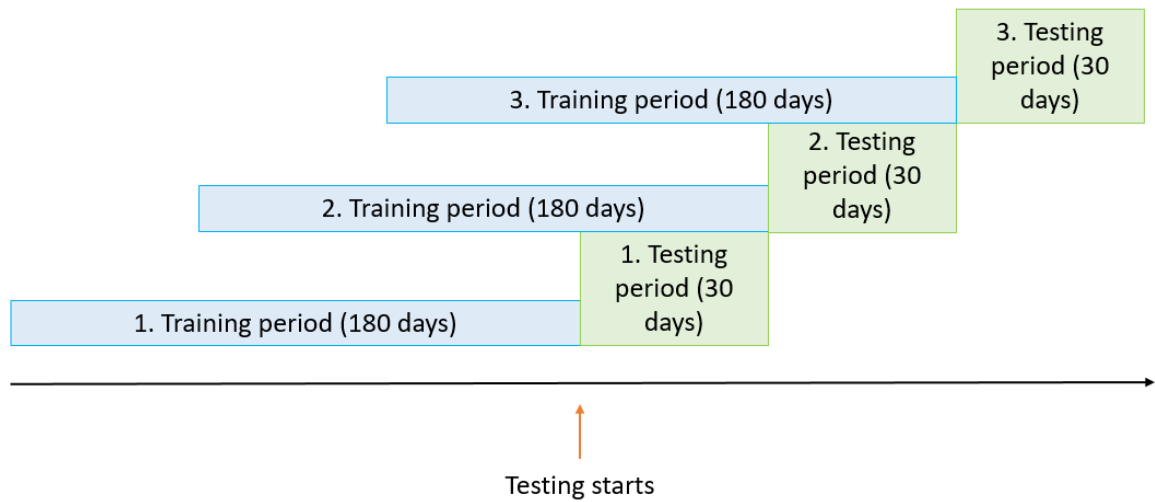 3. Testing
period (30
days)
3. Training period (180 days)
2. Testing
period (30
days)
2. Training period (180 days)
1. Testing
period (30
days)
1. Training period (180 days)
Testing starts